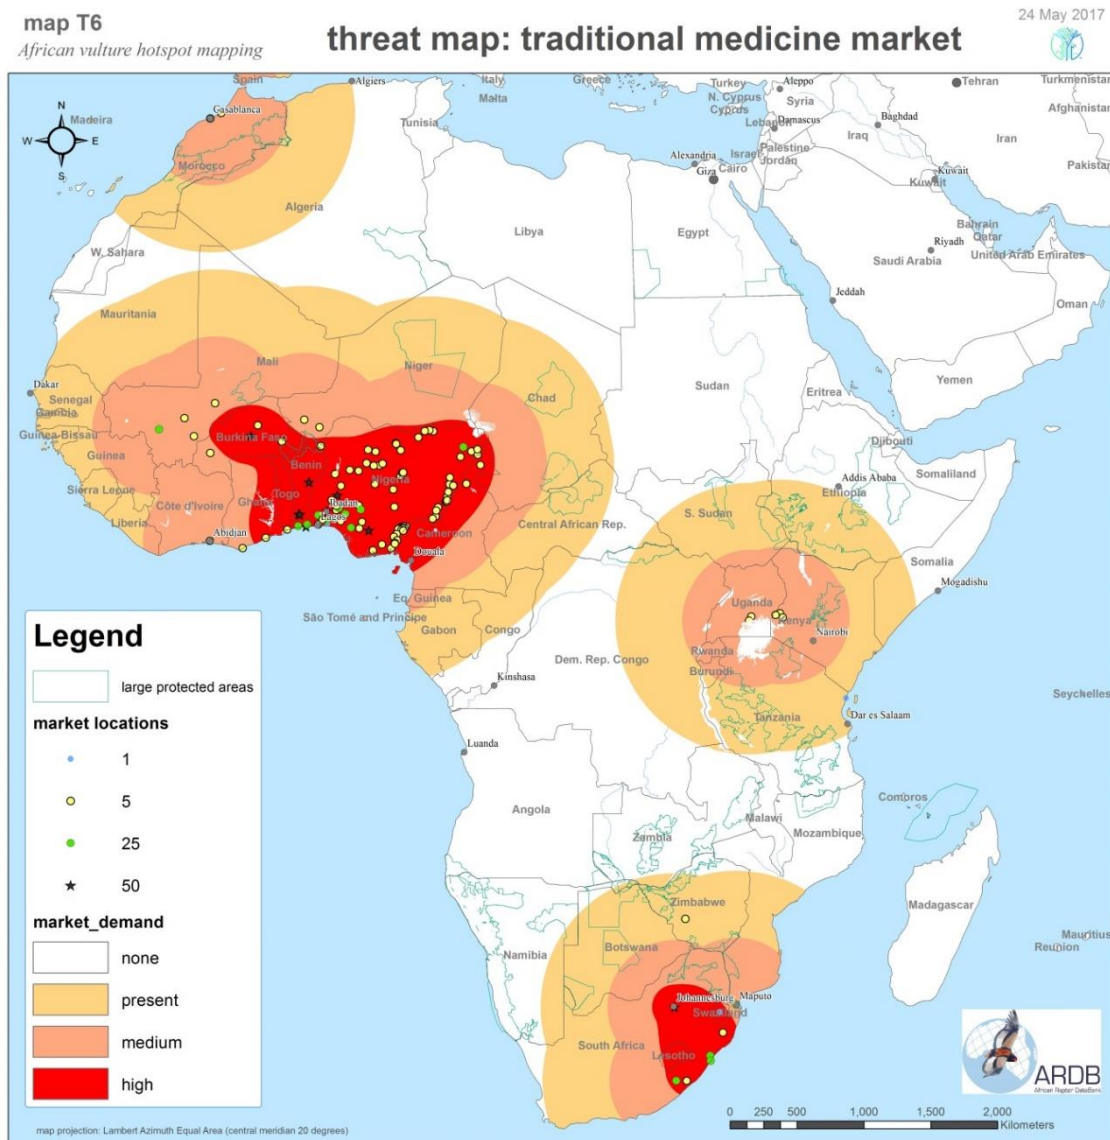 map T6
African vulture hotspot mapping
threat map: traditional medicine market
24 May 2017
Spain
Algiers
Italy
Malta
Greece
Turkey
N. Cyprus
Cyprus
Aleppo
Syria
Lebanon
Damascus
Tehran
Turkmenistan
Afghanistan
Madeira
Casablanca
Tunisia
Baghdad
Iraq
Iran
N
W E
S
Morocco
Alexandria
Israel
Palestine
Jordan
Giza
Cairo
Kuwait
Kuwait
Pakistan
Algeria
Libya
Egypt
Bahrain
Qatar
Riyadh
United Arab Emirates
W. Sahara
Saudi Arabia
Jeddah
Oman
Mauritania
Mali
Niger
Chad
Sudan
Eritrea
Yemen
Dakar
Senegal
Gambia
Guinea-Bissau
Guinea
Burkina Faso
Benin
Djibouti
Somaliland
Sierra Leone
Liberia
Côte d'Ivoire
Ghana
Togo
Nigeria
Ibadan
Lagos
Addis Ababa
Ethiopia
Abidjan
Cameroon
Central African Rep.
S. Sudan
Douala
Somalia
Mogadishu
Eq. Guinea
São Tomé and Príncipe
Gabon
Congo
Uganda
Kenya
Nairobi
Dem. Rep. Congo
Rwanda
Burundi
Kinshasa
Seychelles
Tanzania
Dar es Salaam
Luanda
Angola
Zambia
Malawi
Comoros
Mozambique
Zimbabwe
Madagascar
Mauritius
Reunion
Namibia
Botswana
Johannesburg
Maputo
Swaziland
South Africa
Lesotho
Legend
large protected areas
market locations
1
5
25
50
market_demand
none
present
medium
high
map projection: Lambert Azimuth Equal Area (central meridian 20 degrees)
ARDB
African Raptor DataBank
0 250 500 1,000 1,500 2,000
Kilometers